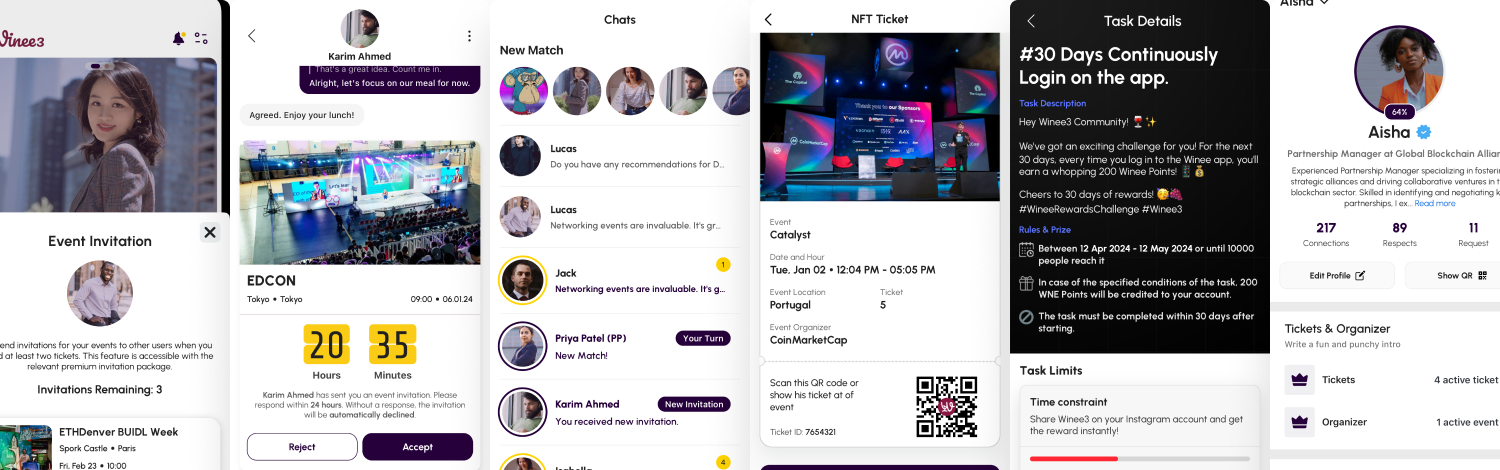 Winee3
Event Invitation
end invitations for your events to other users when you
d at least two tickets. This feature is accessible with the
relevant premium invitation package.
Invitations Remaining: 3
ETHDenver BUIDL Week
Spork Castle • Paris
Fri, Feb 23 • 10:00
Karim Ahmed
That's a great idea. Count me in.
Alright, let's focus on our meal for now.
Agreed. Enjoy your lunch!
EDCON
Tokyo • Tokyo
09:00 • 06.01.24
20
35
Hours
Minutes
Karim Ahmed has sent you an event invitation. Please
respond within 24 hours. Without a response, the invitation
will be automatically declined.
Reject
Accept
Chats
New Match
Lucas
Do you have any recommendations for D...
Lucas
Networking events are invaluable. It's gr...
Jack
1
Networking events are invaluable. It's g...
Priya Patel (PP)
Your Turn
New Match!
Karim Ahmed
New Invitation
You received new invitation.
4
NFT Ticket
Thank you to our Sponsors
Event
Catalyst
Date and Hour
Tue, Jan 02 • 12:04 PM - 05:05 PM
Event Location
Ticket
Portugal
5
Event Organizer
CoinMarketCap
Scan this QR code or
show his ticket at of
event
Ticket ID: 7654321
Task Details
#30 Days Continuously
Login on the app.
Task Description
Hey Winee3 Community! 🍷✨
We've got an exciting challenge for you! For the next
30 days, every time you log in to the Winee app, you'll
earn a whopping 200 Winee Points! 🗓️💰
Cheers to 30 days of rewards! 🥳🍇
#WineeRewardsChallenge #Winee3
Rules & Prize
Between 12 Apr 2024 - 12 May 2024 or until 10000
people reach it
In case of the specified conditions of the task, 200
WNE Points will be credited to your account.
The task must be completed within 30 days after
starting.
Task Limits
Time constraint
Share Winee3 on your Instagram account and get
the reward instantly!
Aisha
64%
Aisha
Partnership Manager at Global Blockchain Allian
Experienced Partnership Manager specializing in fosterin
strategic alliances and driving collaborative ventures in t
blockchain sector. Skilled in identifying and negotiating k
partnerships, I ex... Read more
217
89
11
Connections
Respects
Request
Edit Profile
Show QR
Tickets & Organizer
Write a fun and punchy intro
Tickets
4 active ticket
Organizer
1 active event